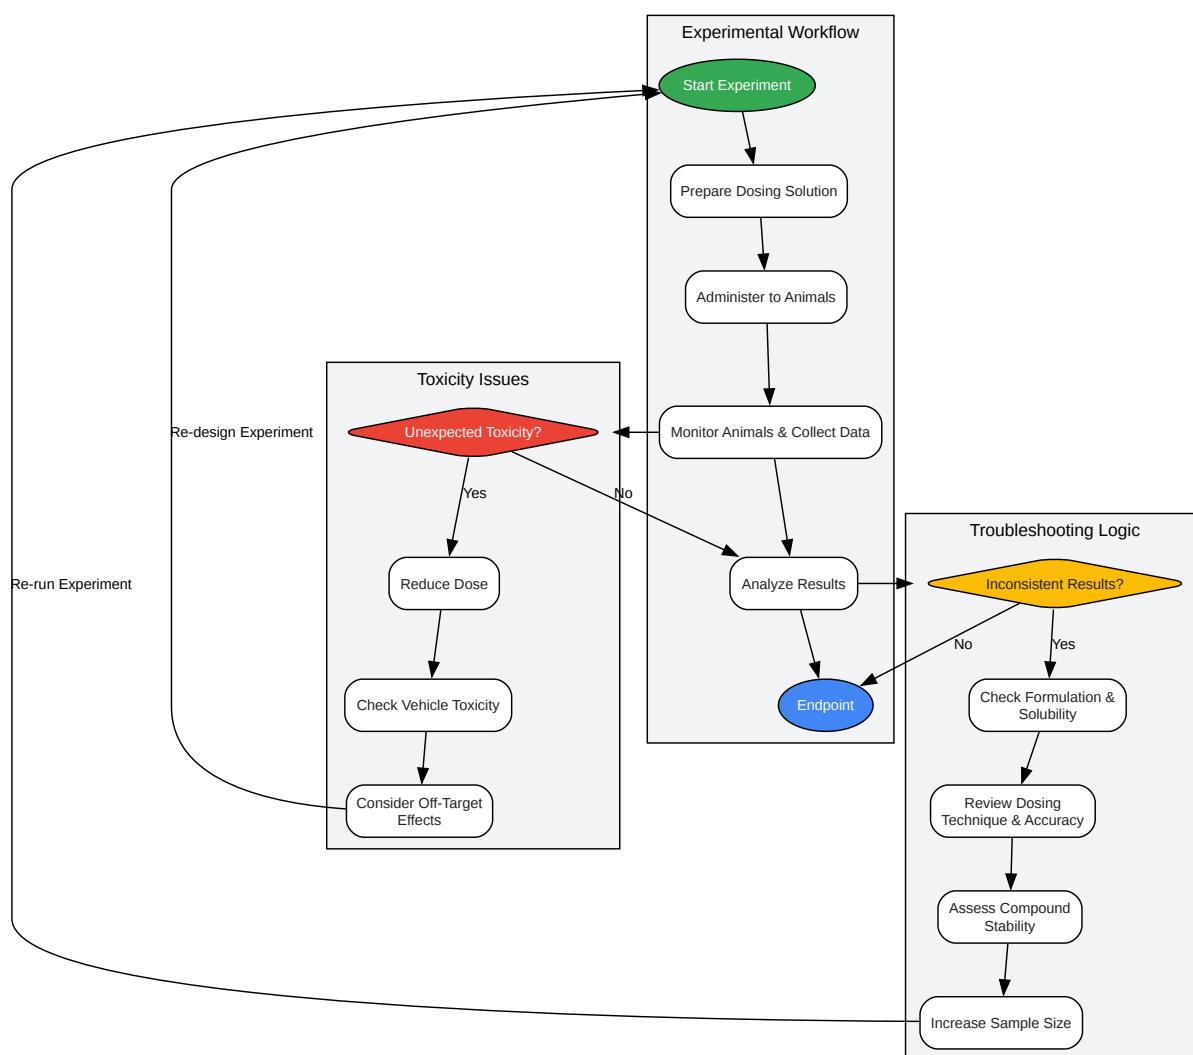 Experimental Workflow
Start Experiment
Prepare Dosing Solution
Administer to Animals
Toxicity Issues
Unexpected Toxicity?
Re-design Experiment
Monitor Animals & Collect Data
Yes
No
Troubleshooting Logic
Re-run Experiment
Reduce Dose
Analyze Results
Inconsistent Results?
No
Yes
Check Vehicle Toxicity
Endpoint
Check Formulation &
Solubility
Consider Off-Target
Effects
Review Dosing
Technique & Accuracy
Assess Compound
Stability
Increase Sample Size